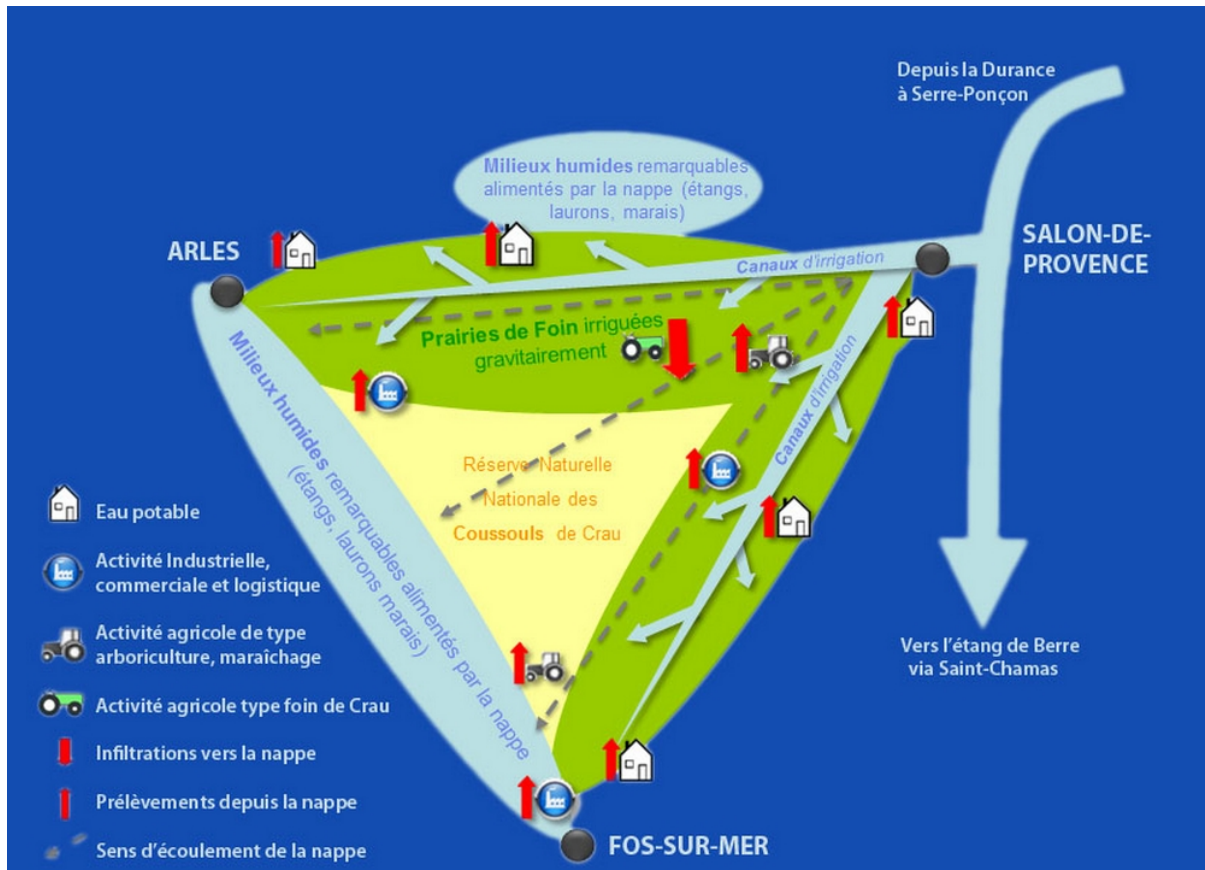 Depuis la Durance
à Serre-Ponçon
Milieux humides remarquables
alimentés par la nappe (étangs,
laurons, marais)
ARLES
SALON-DE-
PROVENCE
Canaux d'irrigation
Prairies de Foin irriguées
gravitairement
Canaux d'irrigation
Milieux humides remarquables alimentés par la nappe
(étangs, laurons marais)
Réserve Naturelle
Nationale des
Coussouls de Crau
Eau potable
Activité Industrielle,
commerciale et logistique
Activité agricole de type
arboriculture, maraîchage
Activité agricole type foin de Crau
Infiltrations vers la nappe
Prélèvements depuis la nappe
Sens d'écoulement de la nappe
Vers l'étang de Berre
via Saint-Chamas
FOS-SUR-MER